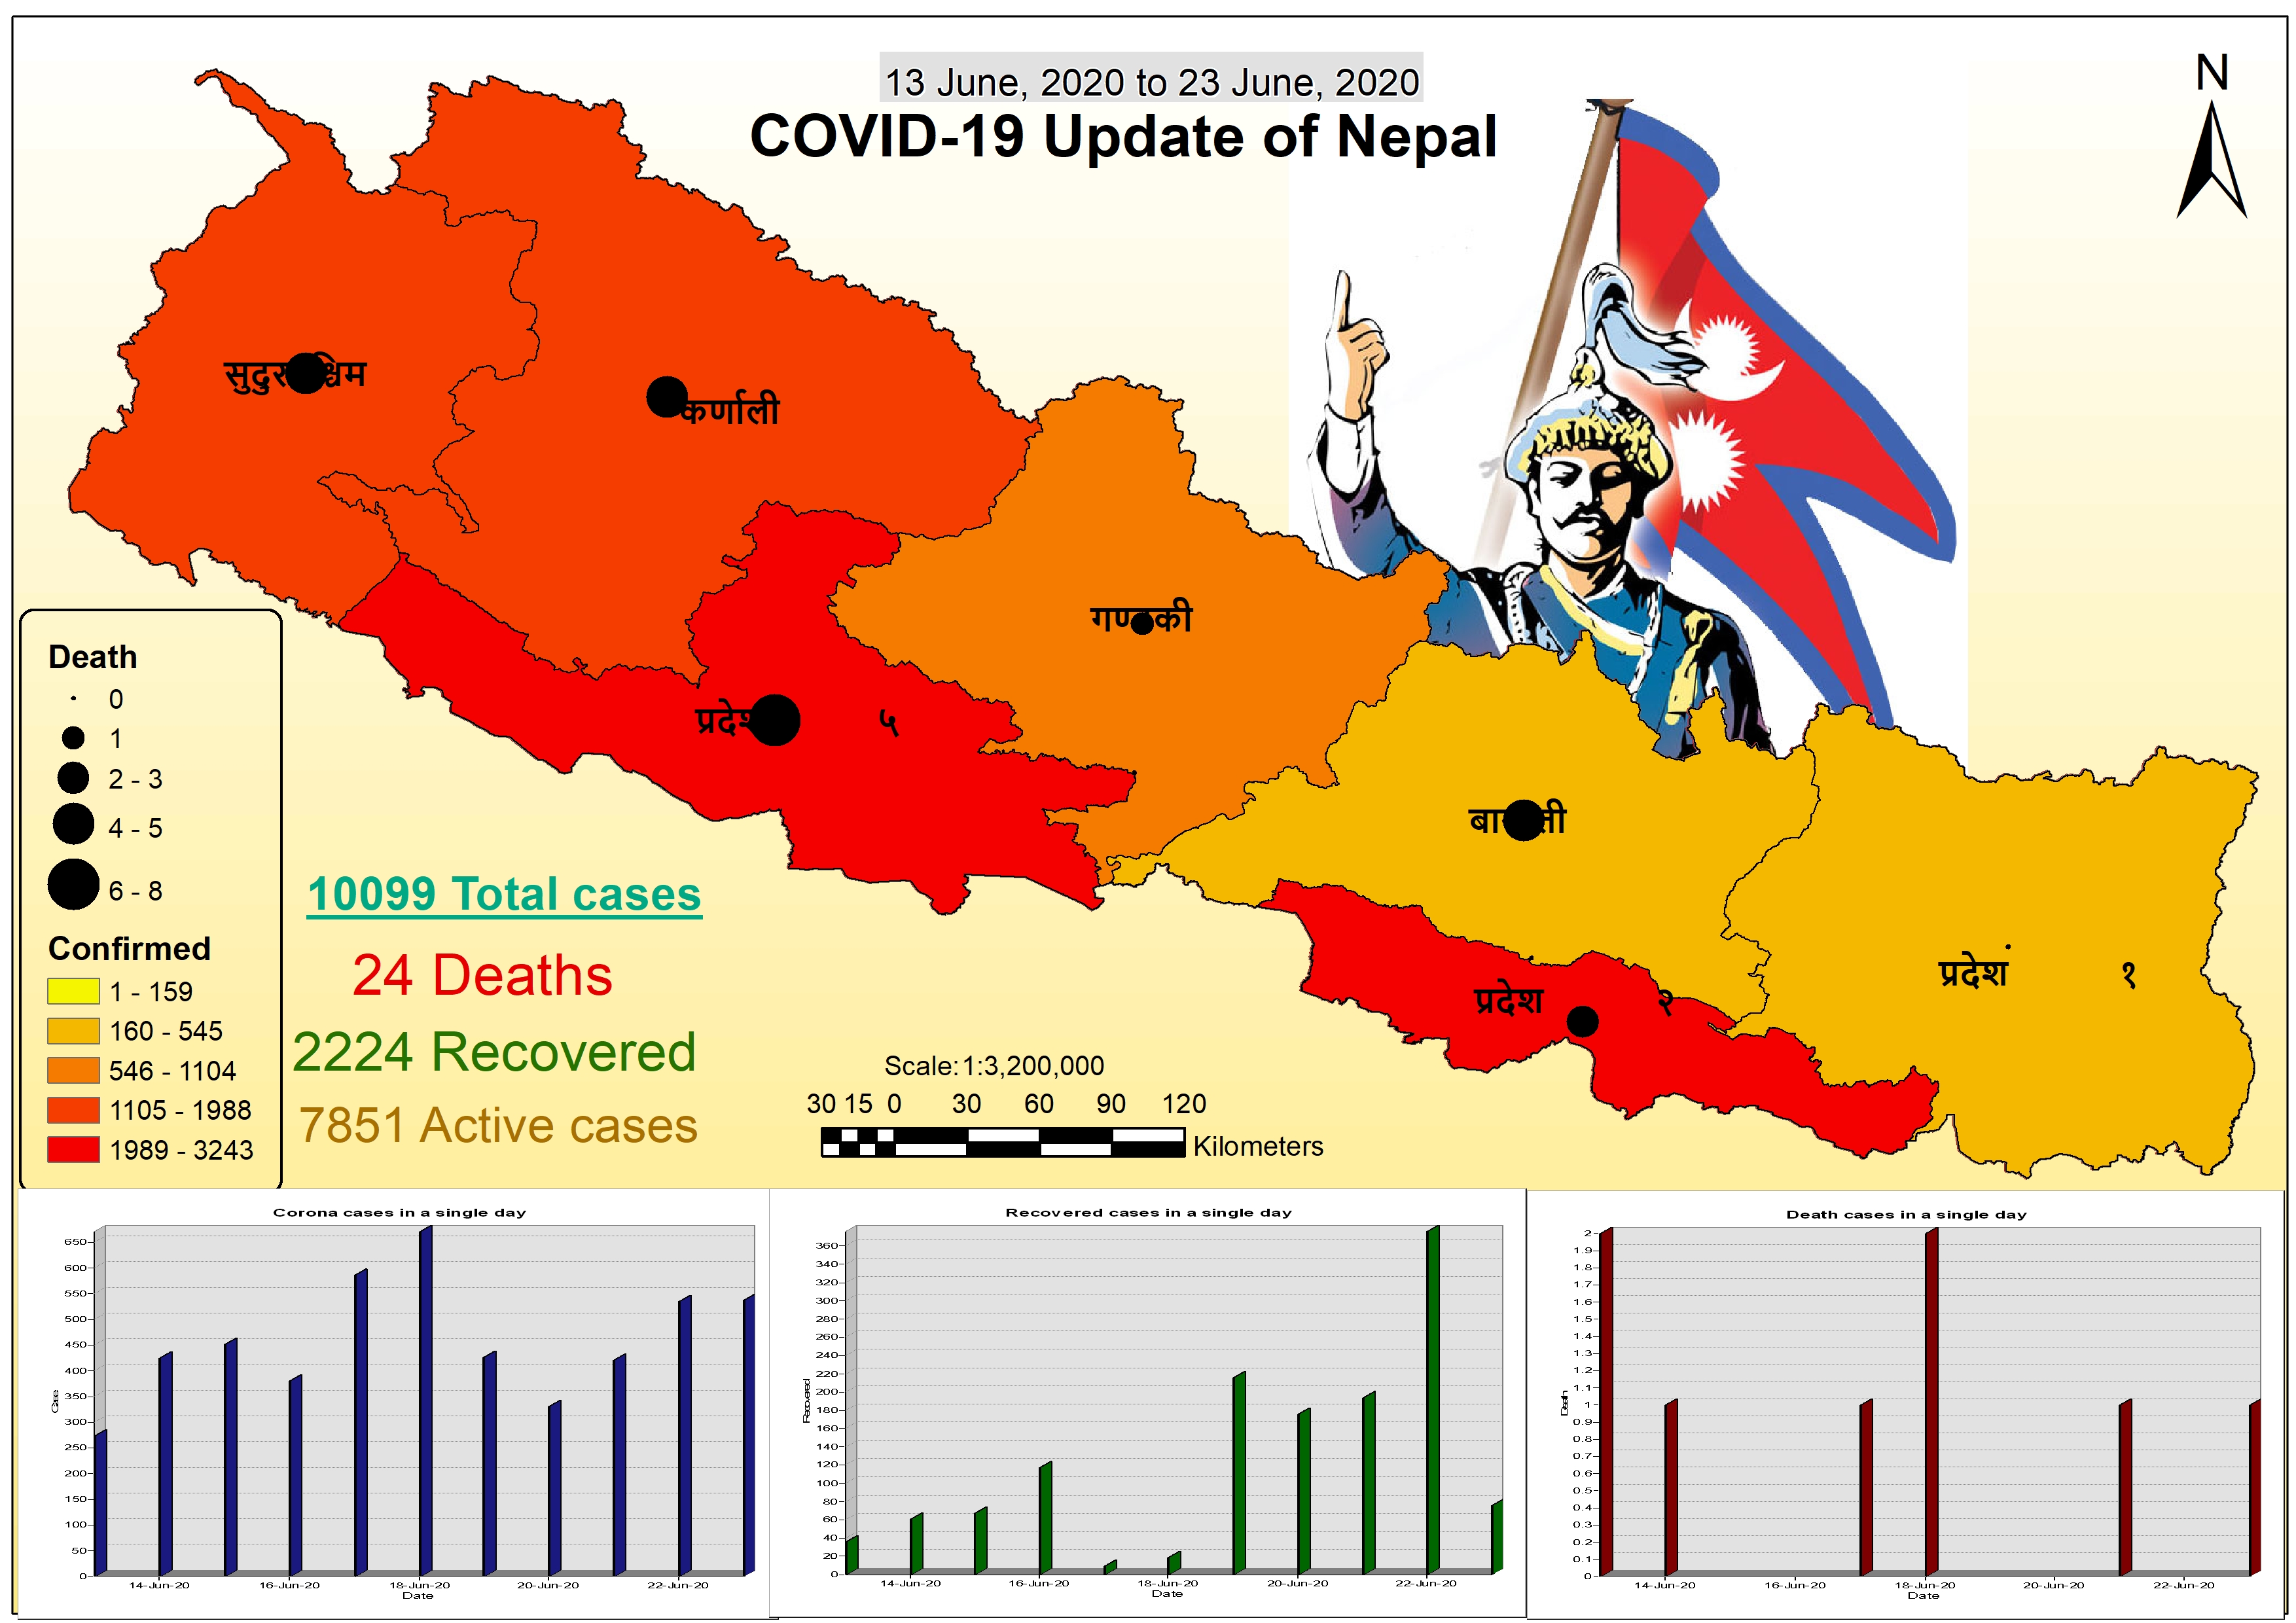 13 June, 2020 to 23 June, 2020
COVID-19 Update of Nepal
N
कर्णाली
प्रदेश १
प्रदेश २
५
Death
0
1
2 - 3
4 - 5
6 - 8
Confirmed
1 - 159
160 - 545
546 - 1104
1105 - 1988
1989 - 3243
10099 Total cases
24 Deaths
2224 Recovered
7851 Active cases
Scale:1:3,200,000
30 15 0 30 60 90 120
Kilometers
Corona cases in a single day
650
600
550
500
450
400
350
300
250
200
150
100
50
0
Case
14-Jun-20 16-Jun-20 18-Jun-20 20-Jun-20 22-Jun-20
Date
Recovered cases in a single day
360
340
320
300
280
260
240
220
200
180
160
140
120
100
80
60
40
20
0
Recovered
14-Jun-20 16-Jun-20 18-Jun-20 20-Jun-20 22-Jun-20
Date
Death cases in a single day
2
1.9
1.8
1.7
1.6
1.5
1.4
1.3
1.2
1.1
1
0.9
0.8
0.7
0.6
0.5
0.4
0.3
0.2
0.1
0
Death
14-Jun-20 16-Jun-20 18-Jun-20 20-Jun-20 22-Jun-20
Date